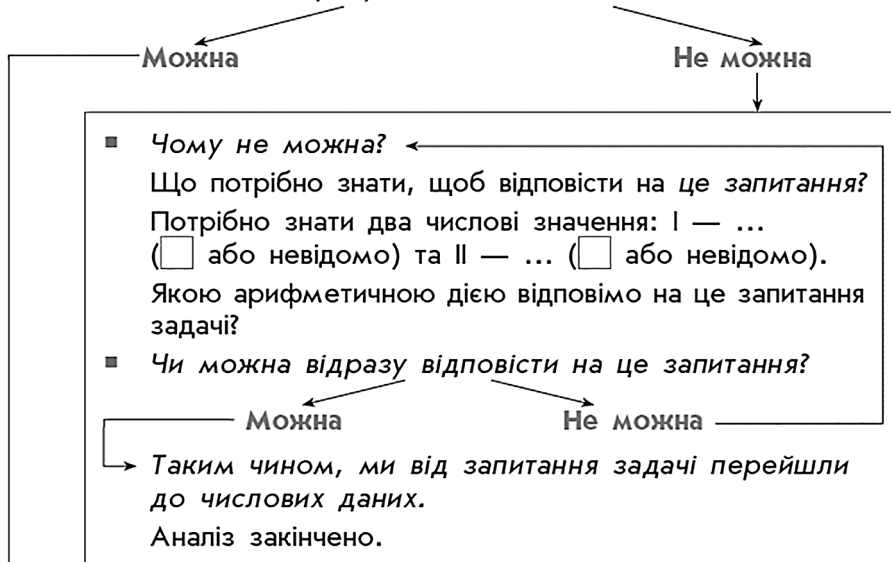 Можна Не можна
Чому не можна?
Що потрібно знати, щоб відповісти на це запитання?
Потрібно знати два числові значення: І — ...
(□ або невідомо) та ІІ — ... (□ або невідомо).
Якою арифметичною дією відповімо на це запитання
задачі?
Чи можна відразу відповісти на це запитання?
Можна Не можна
Таким чином, ми від запитання задачі перейшли
до числових даних.
Аналіз закінчено.